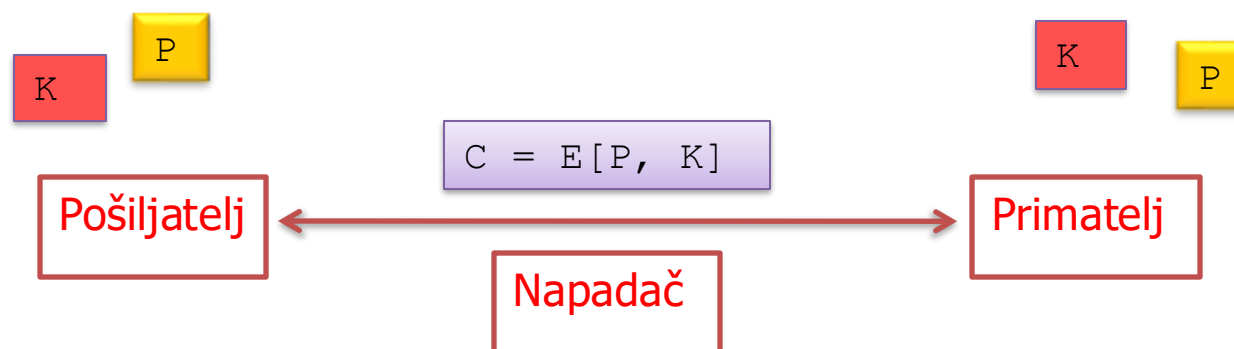 P
K
K
P
C = E[P, K]
Pošiljatelj
Primatelj
Napadač